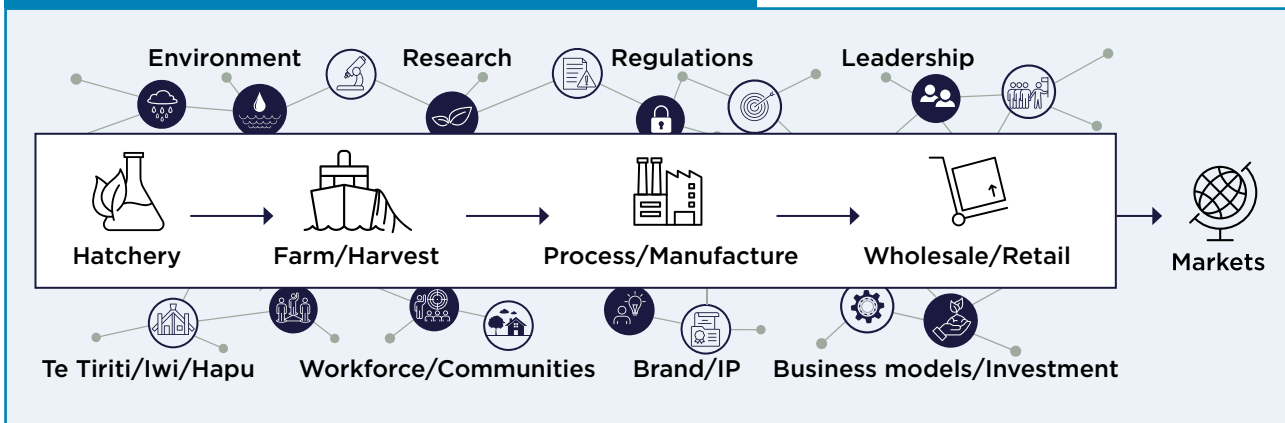 Environment
Research
Regulations
Leadership
Hatchery
Farm/Harvest
Process/Manufacture
Wholesale/Retail
Markets
Te Tiriti/Iwi/Hapu
Workforce/Communities
Brand/IP
Business models/Investment